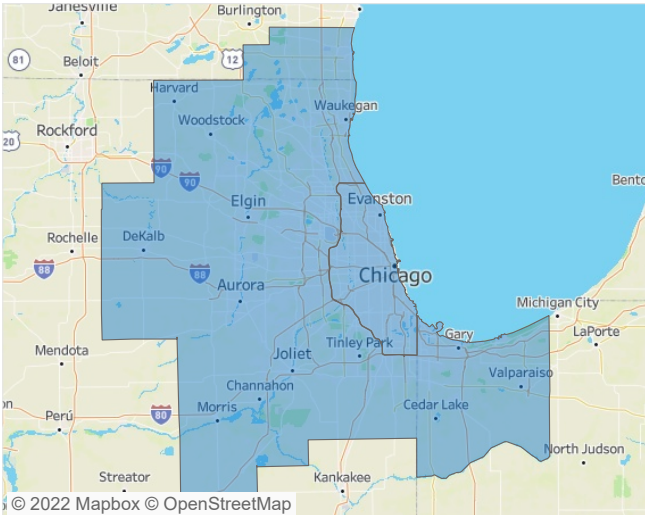 Janesville
Burlington
81
Beloit
12
Harvard
Waukegan
Woodstock
Rockford
20
90
90
Evanston
Elgin
DeKalb
Rochelle
88
88
Chicago
Aurora
Michigan City
Gary
LaPorte
Tinley Park
Mendota
Joliet
Valparaiso
Channahon
Cedar Lake
Morris
80
Perú
North Judson
Streator
Kankakee
© 2022 Mapbox © OpenStreetMap